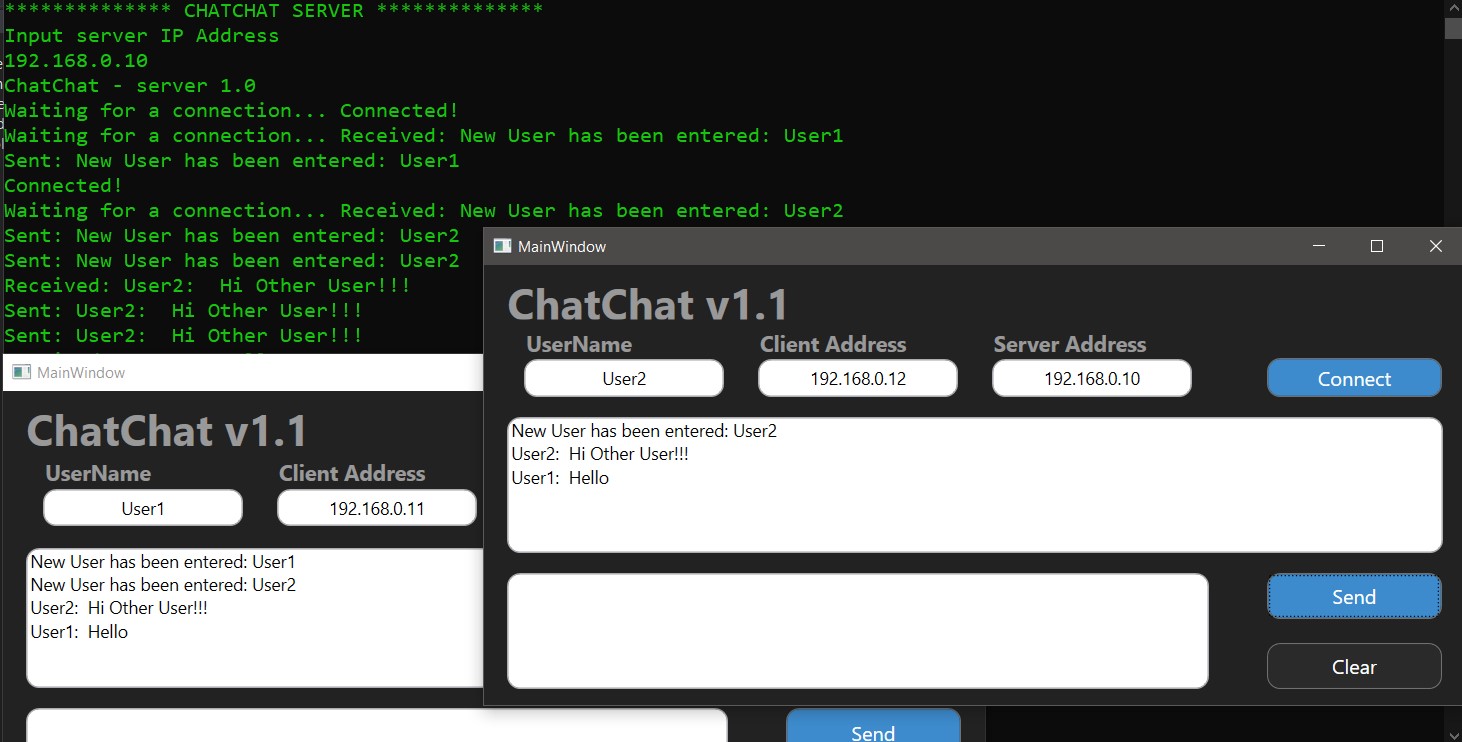 ************** CHATCHAT SERVER **************
Input server IP Address
192.168.0.10
ChatChat - server 1.0
Waiting for a connection... Connected!
Waiting for a connection... Received: New User has been entered: User1
Sent: New User has been entered: User1
Connected!
Waiting for a connection... Received: New User has been entered: User2
Sent: New User has been entered: User2
Sent: New User has been entered: User2
Received: User2:  Hi Other User!!!
Sent: User2:  Hi Other User!!!
Sent: User2:  Hi Other User!!!
MainWindow
ChatChat v1.1
UserName Client Address Server Address
User2 192.168.0.12 192.168.0.10 Connect
New User has been entered: User2
User2:  Hi Other User!!!
User1:  Hello
Send
Clear
MainWindow
ChatChat v1.1
UserName Client Address
User1 192.168.0.11
New User has been entered: User1
New User has been entered: User2
User2:  Hi Other User!!!
User1:  Hello
Send